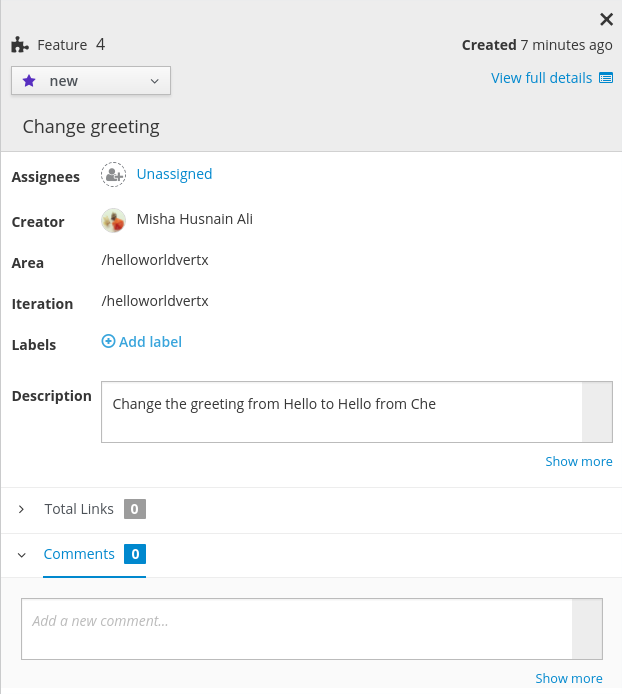 Feature 4
Created 7 minutes ago
new
View full details
Change greeting
Assignees Unassigned
Creator Misha Husnain Ali
Area /helloworldvertx
Iteration /helloworldvertx
Labels Add label
Description Change the greeting from Hello to Hello from Che
Show more
Total Links 0
Comments 0
Add a new comment...
Show more